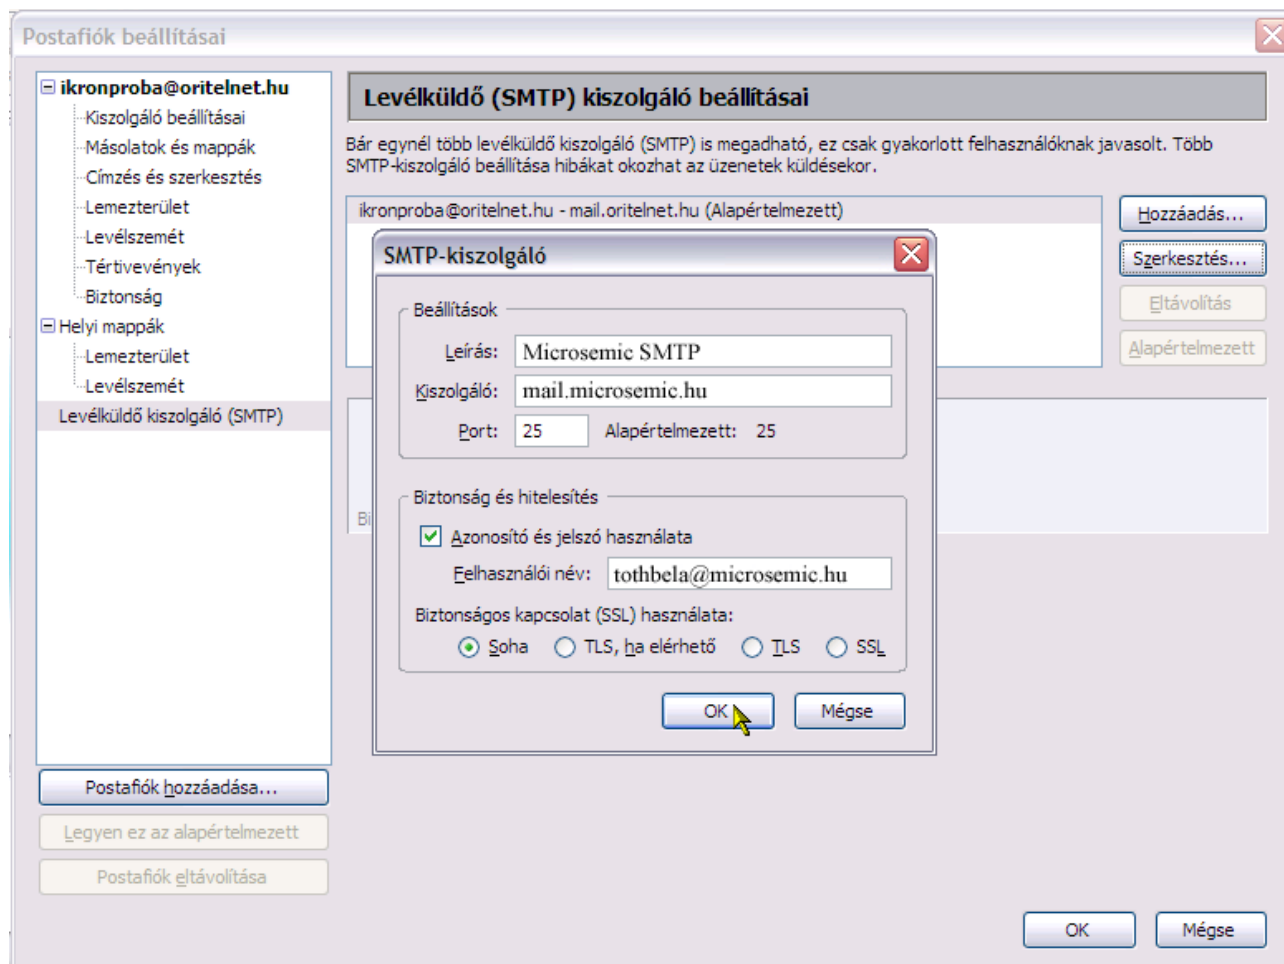 Postafiók beállításai
ikronproba@oritelnet.hu
Kiszolgáló beállításai
Másolatok és mappák
Címzés és szerkesztés
Lemezterület
Levélszemét
Tértivevények
Biztonság
Helyi mappák
Lemezterület
Levélszemét
Levélküldő kiszolgáló (SMTP)
Postafiók hozzáadása...
Legyen ez az alapértelmezett
Postafiók eltávolítása
Levélküldő (SMTP) kiszolgáló beállításai
Bár egynél több levélküldő kiszolgáló (SMTP) is megadható, ez csak gyakorlott felhasználóknak javasolt. Több
SMTP-kiszolgáló beállítása hibákat okozhat az üzenetek küldésekor.
ikronproba@oritelnet.hu - mail.oritelnet.hu (Alapértelmezett)
Hozzáadás...
Szerkesztés...
Eltávolítás
Alapértelmezett
SMTP-kiszolgáló
Beállítások
Leírás: Microsemic SMTP
Kiszolgáló: mail.microsemic.hu
Port: 25 Alapértelmezett: 25
Biztonság és hitelesítés
Azonosító és jelszó használata
Felhasználói név: tothbela@microsemic.hu
Biztonságos kapcsolat (SSL) használata:
Soha TLS, ha elérhető TLS SSL
OK Mégse
OK Mégse